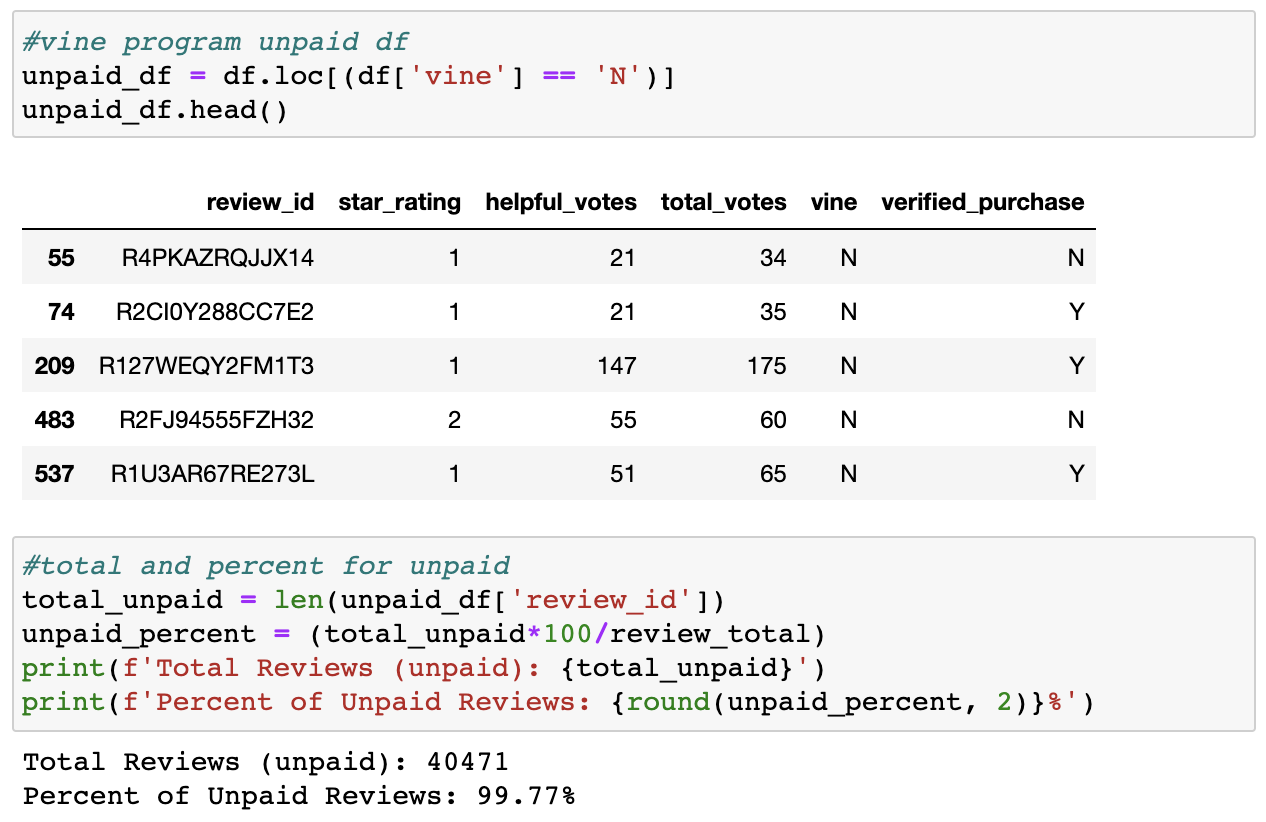 #vine program unpaid df
unpaid_df = df.loc[(df['vine'] == 'N')]
unpaid_df.head()
review_id star_rating helpful_votes total_votes vine verified_purchase
55 R4PKAZRQJJX14 1 21 34 N N
74 R2CI0Y288CC7E2 1 21 35 N Y
209 R127WEQY2FM1T3 1 147 175 N Y
483 R2FJ94555FZH32 2 55 60 N N
537 R1U3AR67RE273L 1 51 65 N Y
#total and percent for unpaid
total_unpaid = len(unpaid_df['review_id'])
unpaid_percent = (total_unpaid*100/review_total)
print(f'Total Reviews (unpaid): {total_unpaid}')
print(f'Percent of Unpaid Reviews: {round(unpaid_percent, 2)}%')
Total Reviews (unpaid): 40471
Percent of Unpaid Reviews: 99.77%